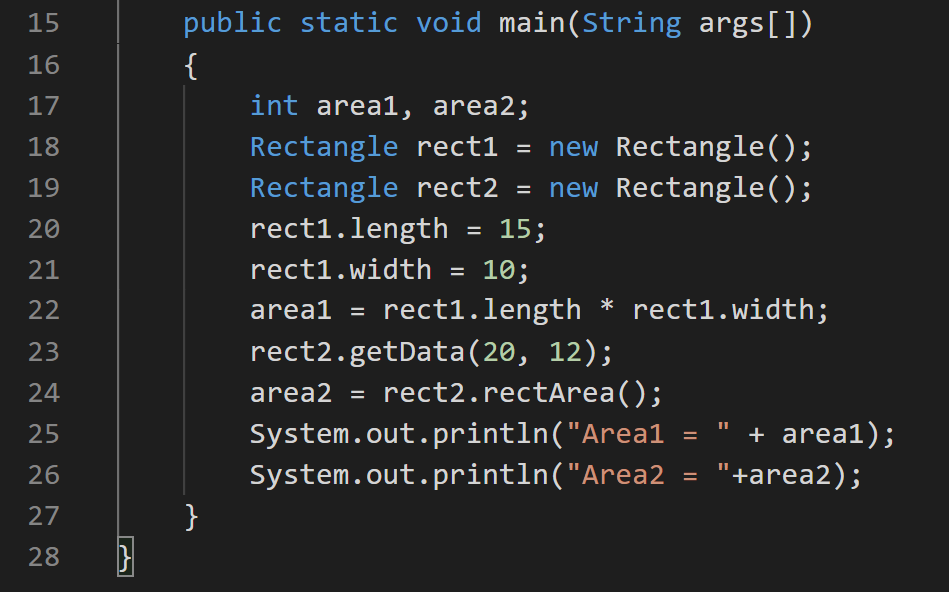 15 public static void main(String args[])
16 {
17 int area1, area2;
18 Rectangle rect1 = new Rectangle();
19 Rectangle rect2 = new Rectangle();
20 rect1.length = 15;
21 rect1.width = 10;
22 area1 = rect1.length * rect1.width;
23 rect2.getData(20, 12);
24 area2 = rect2.rectArea();
25 System.out.println("Area1 = " + area1);
26 System.out.println("Area2 = "+area2);
27 }
28 }